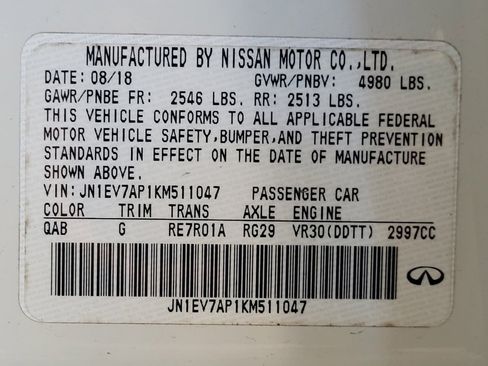 MANUFACTURED BY NISSAN MOTOR CO.,LTD.
DATE: 08/18 GVWR/PNBV: 4980 LBS.
GAWR/PNBE FR: 2546 LBS. RR: 2513 LBS.
THIS VEHICLE CONFORMS TO ALL APPLICABLE FEDERAL
MOTOR VEHICLE SAFETY,BUMPER,AND THEFT PREVENTION
STANDARDS IN EFFECT ON THE DATE OF MANUFACTURE
SHOWN ABOVE.
VIN: JN1EV7AP1KM511047 PASSENGER CAR
COLOR TRIM TRANS AXLE ENGINE
QAB G RE7R01A RG29 VR30(DDTT) 2997CC
JN1EV7AP1KM511047